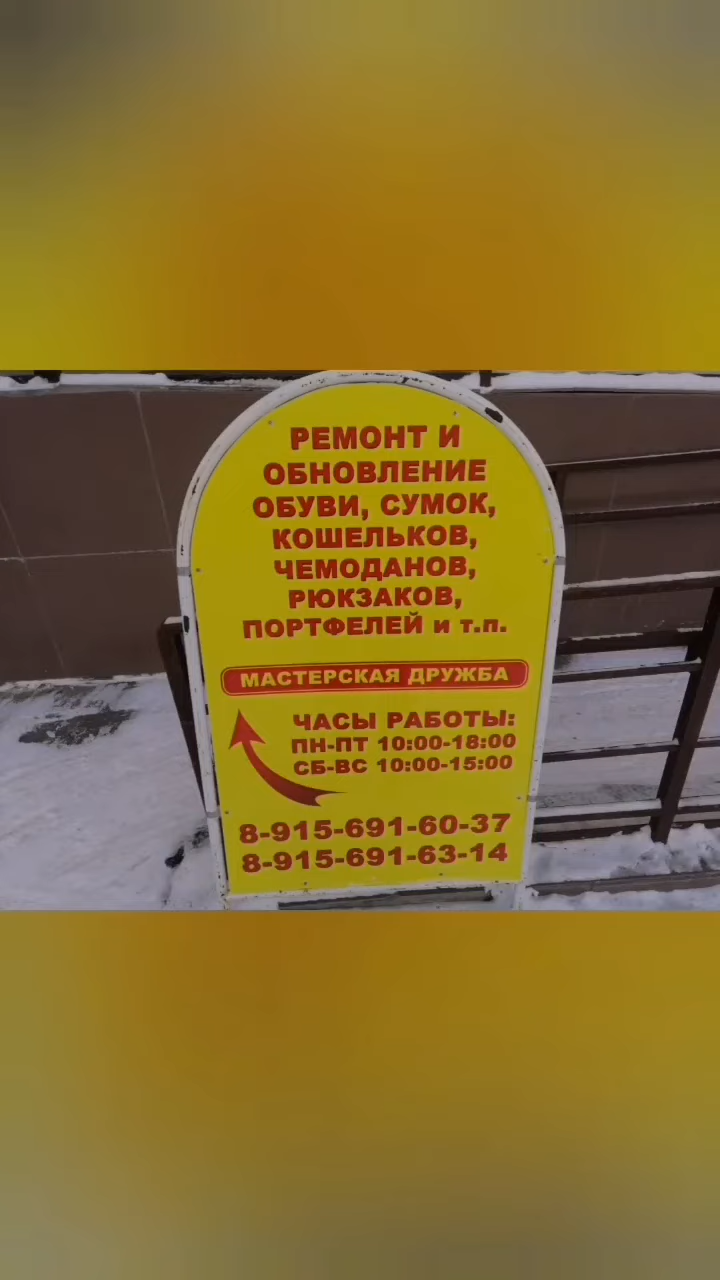 РЕМОНТ И
ОБНОВЛЕНИЕ
ОБУВИ, СУМОК,
КОШЕЛЬКОВ,
ЧЕМОДАНОВ,
РЮКЗАКОВ,
ПОРТФЕЛЕЙ и т.п.
МАСТЕРСКАЯ ДРУЖБА
ЧАСЫ РАБОТЫ:
ПН-ПТ 10:00-18:00
СБ-ВС 10:00-15:00
8-915-691-60-37
8-915-691-63-14